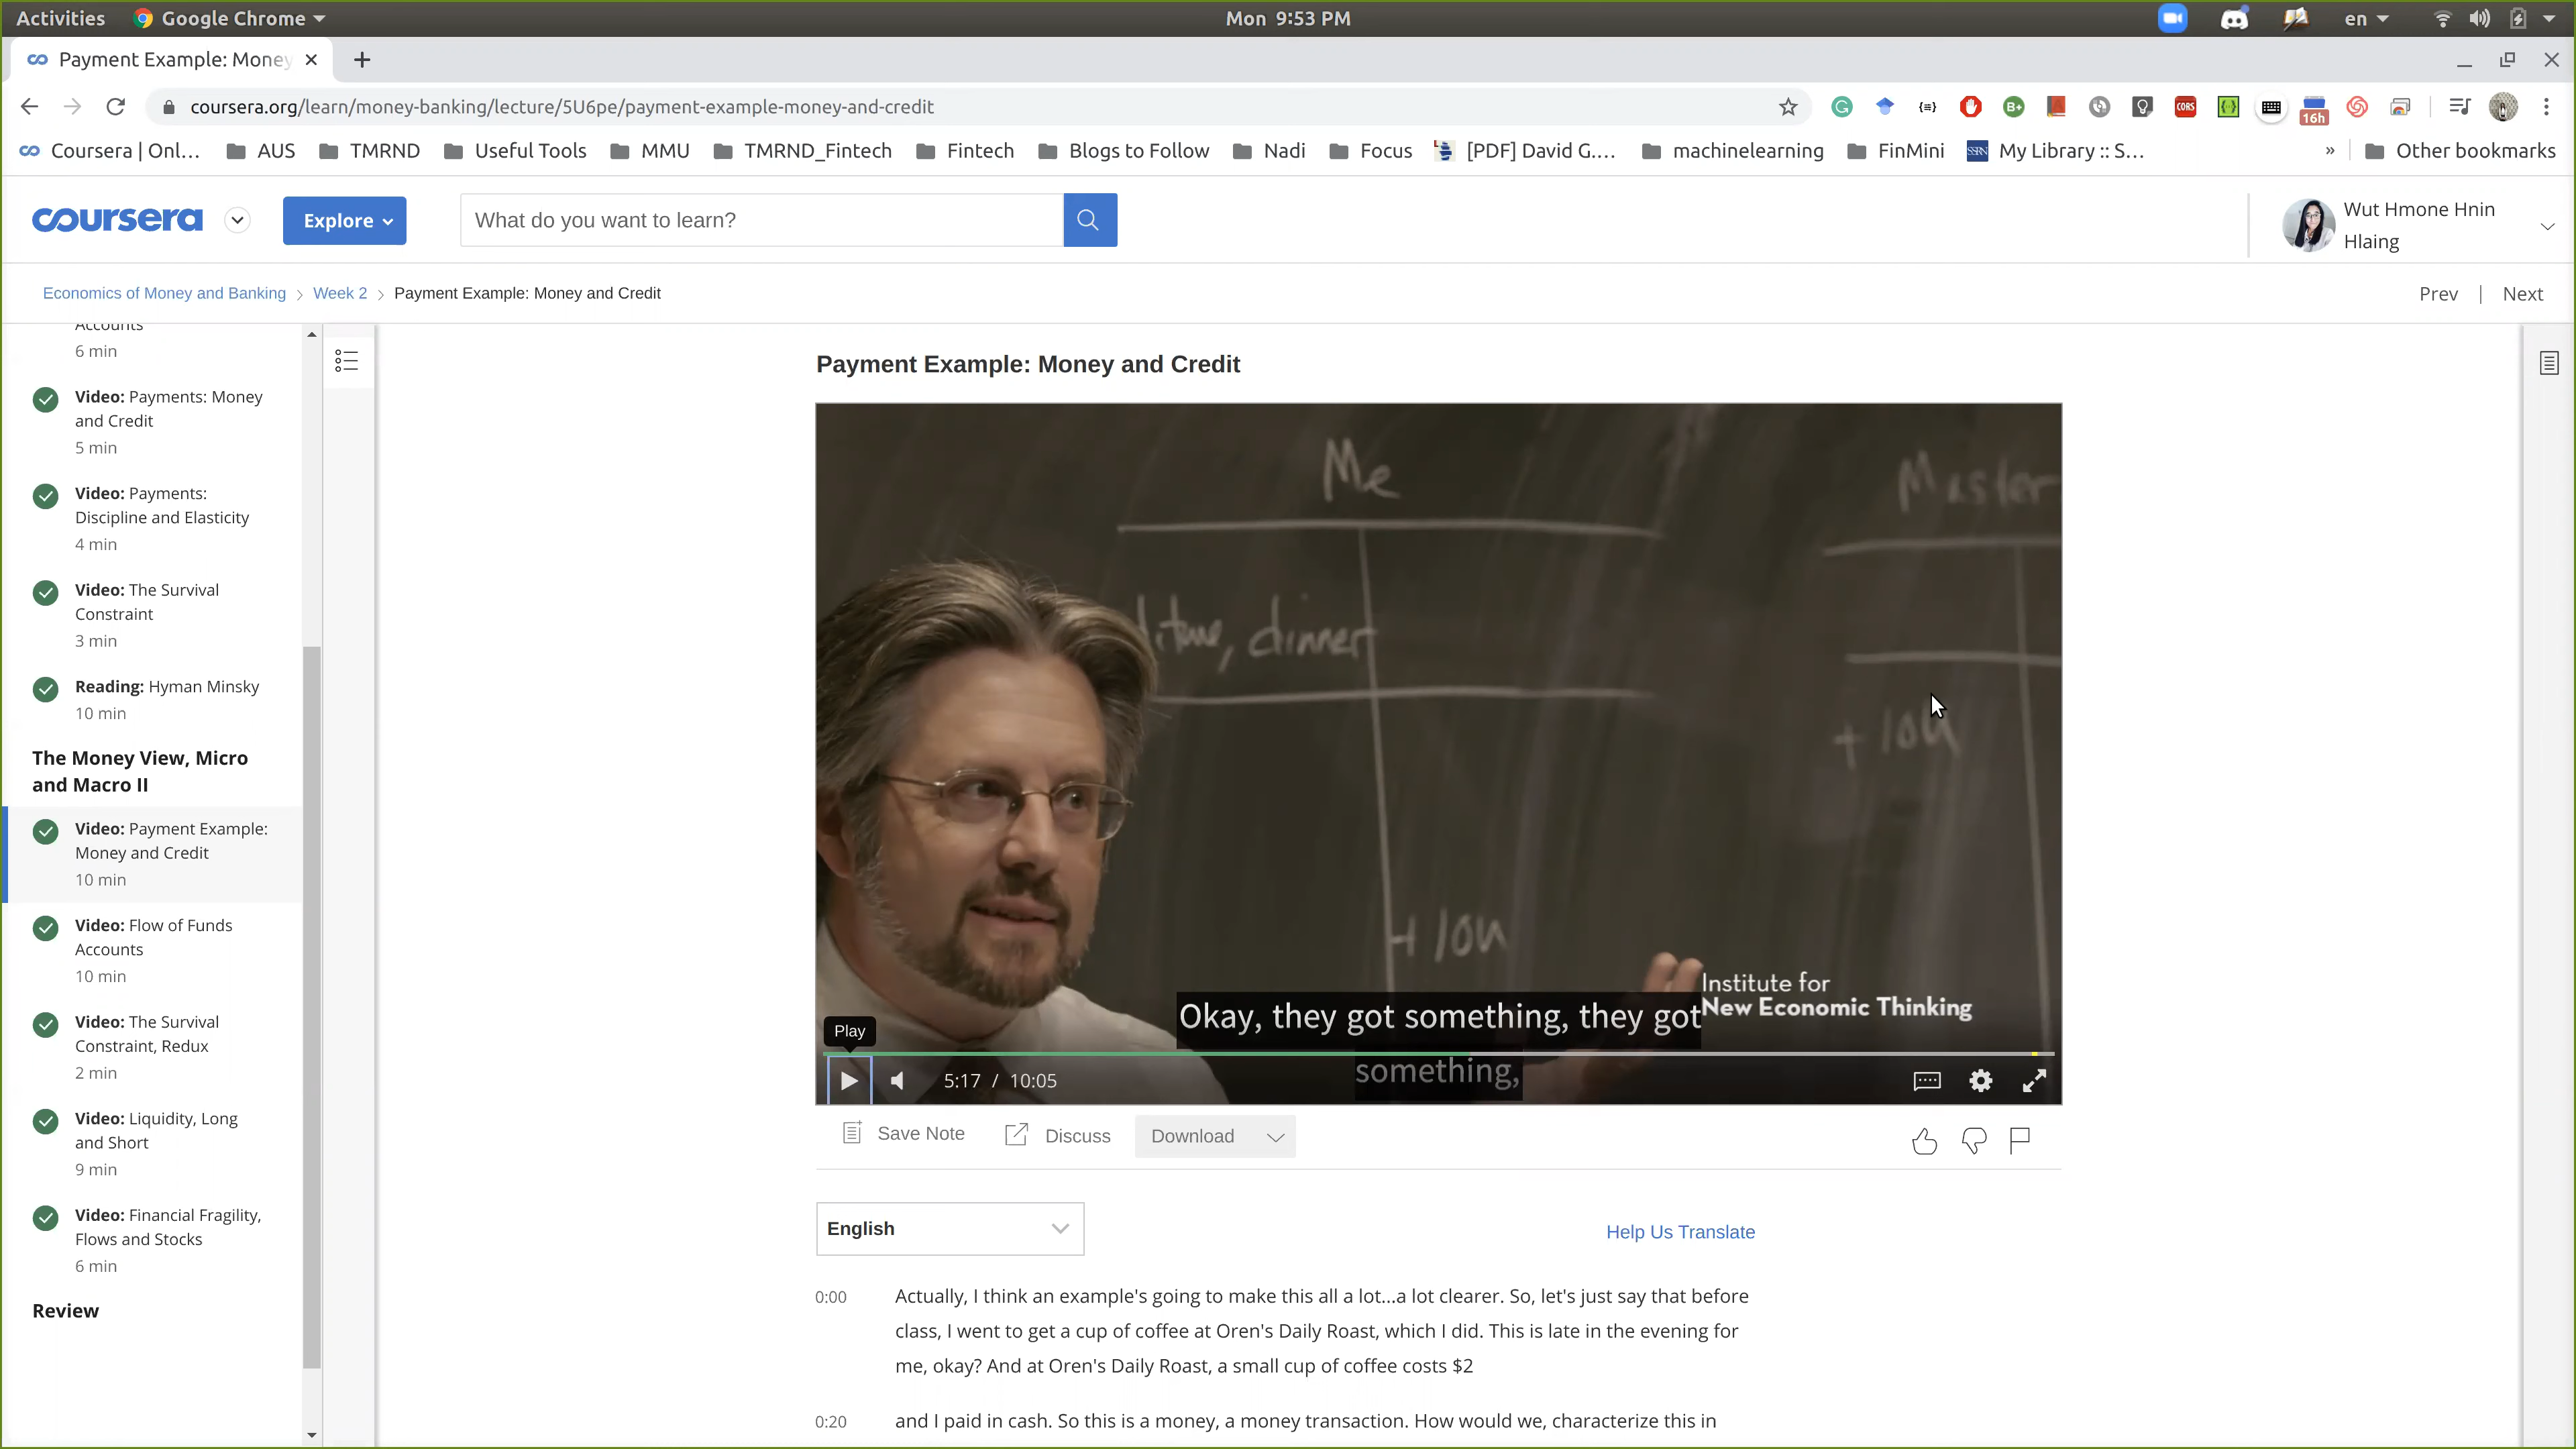 Activities
Google Chrome
Mon 9:53 PM
en
Payment Example: Money
coursera.org/learn/money-banking/lecture/5U6pe/payment-example-money-and-credit
CORS
16h
B+
Coursera | Onl...
AUS
TMRND
Useful Tools
MMU
TMRND_Fintech
Fintech
Blogs to Follow
Nadi
Focus
[PDF] David G....
machinelearning
FinMini
SSRN
My Library :: S...
»
Other bookmarks
coursera
Explore
What do you want to learn?
Wut Hmone Hnin
Hlaing
Economics of Money and Banking > Week 2 > Payment Example: Money and Credit
Prev | Next
Accounts
6 min
Video: Payments: Money
and Credit
5 min
Video: Payments:
Discipline and Elasticity
4 min
Video: The Survival
Constraint
3 min
Reading: Hyman Minsky
10 min
The Money View, Micro
and Macro II
Video: Payment Example:
Money and Credit
10 min
Video: Flow of Funds
Accounts
10 min
Video: The Survival
Constraint, Redux
2 min
Video: Liquidity, Long
and Short
9 min
Video: Financial Fragility,
Flows and Stocks
6 min
Review
Payment Example: Money and Credit
Me
Master
dinner
+ IOU
+ IOU
Institute for
New Economic Thinking
Okay, they got something, they got
something,
Play
5:17 / 10:05
Save Note
Discuss
Download
English
Help Us Translate
0:00
Actually, I think an example's going to make this all a lot...a lot clearer. So, let's just say that before
class, I went to get a cup of coffee at Oren's Daily Roast, which I did. This is late in the evening for
me, okay? And at Oren's Daily Roast, a small cup of coffee costs $2
0:20
and I paid in cash. So this is a money, a money transaction. How would we, characterize this in